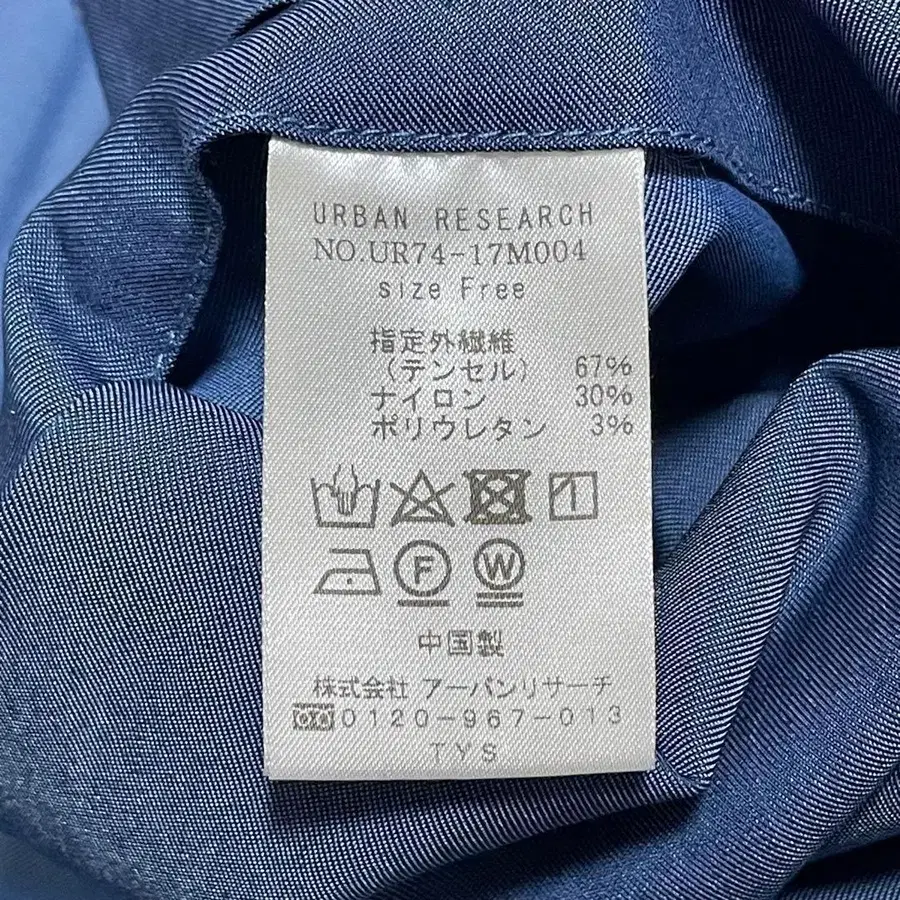 URBAN RESEARCH
NO.UR74-17M004
size Free
指定外繊維
(テンセル) 67%
ナイロン 30%
ポリウレタン 3%
F W
中国製
株式会社 アーバンリサーチ
0120-967-013
TYS